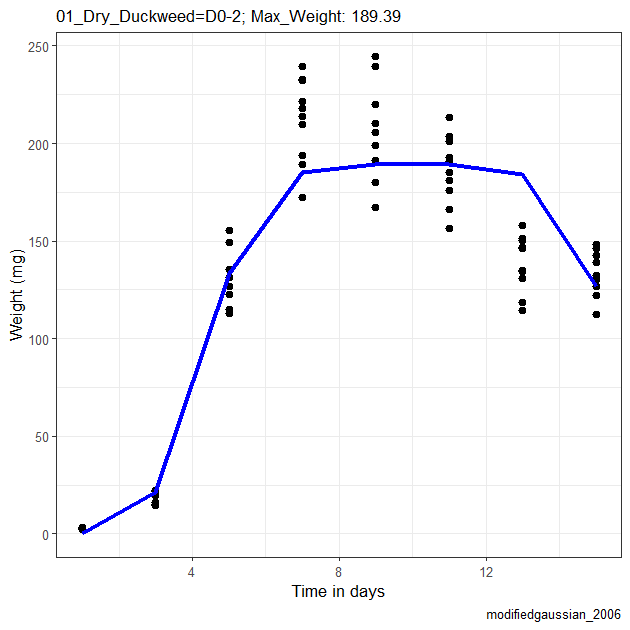 01_Dry_Duckweed=D0-2; Max_Weight: 189.39
250
200
150
100
50
0
Weight (mg)
4 8 12
Time in days
modifiedgaussian_2006